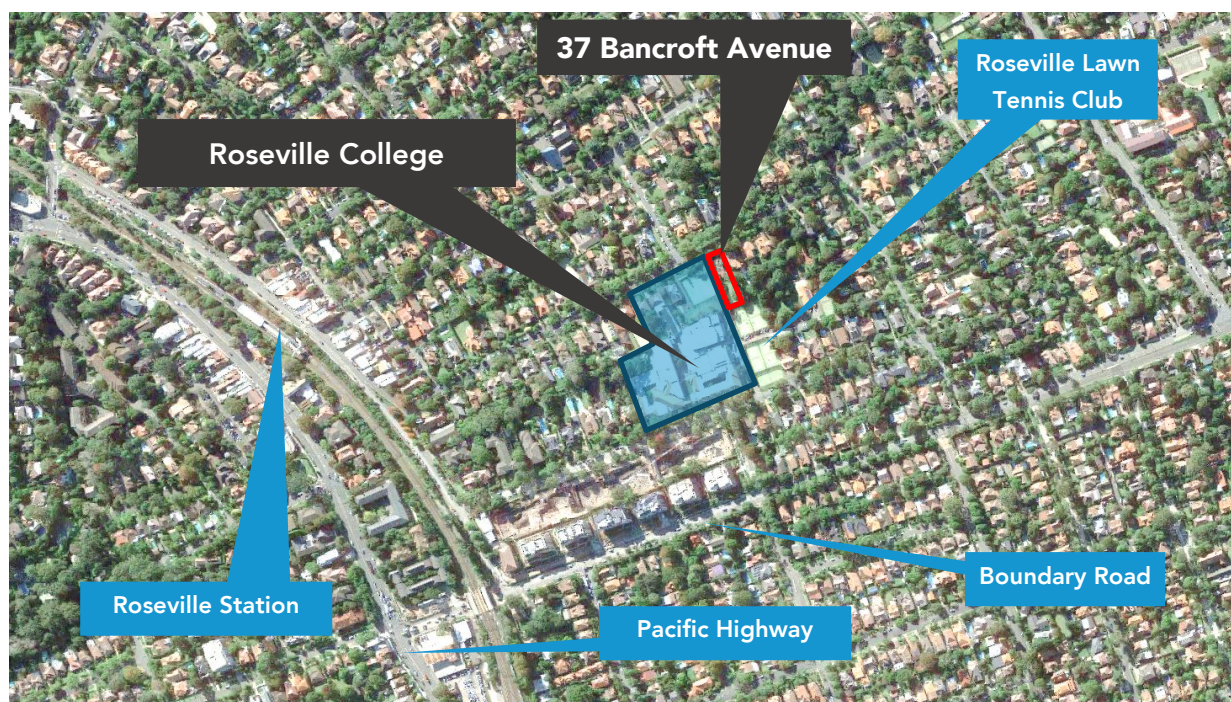 37 Bancroft Avenue
Roseville Lawn
Tennis Club
Roseville College
Boundary Road
Roseville Station
Pacific Highway